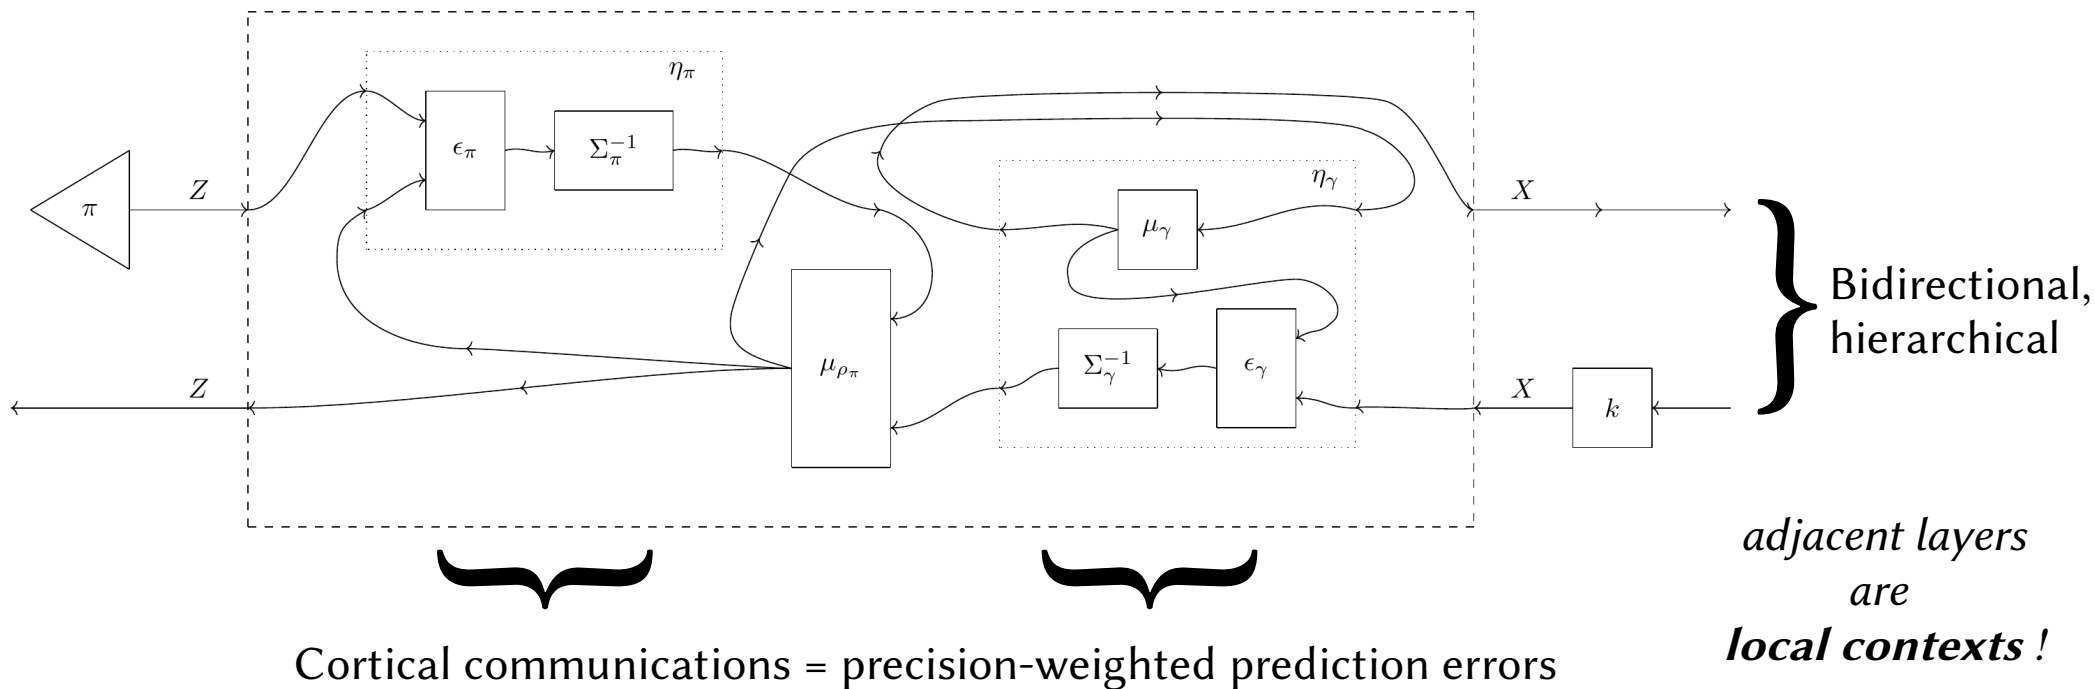 η_π
ε_π
Σ_π^{-1}
π
Z
η_γ
μ_γ
X
Bidirectional,
hierarchical
μ_{ρ_π}
Σ_γ^{-1}
ϵ_γ
Z
X
k
adjacent layers
are
local contexts !
Cortical communications = precision-weighted prediction errors